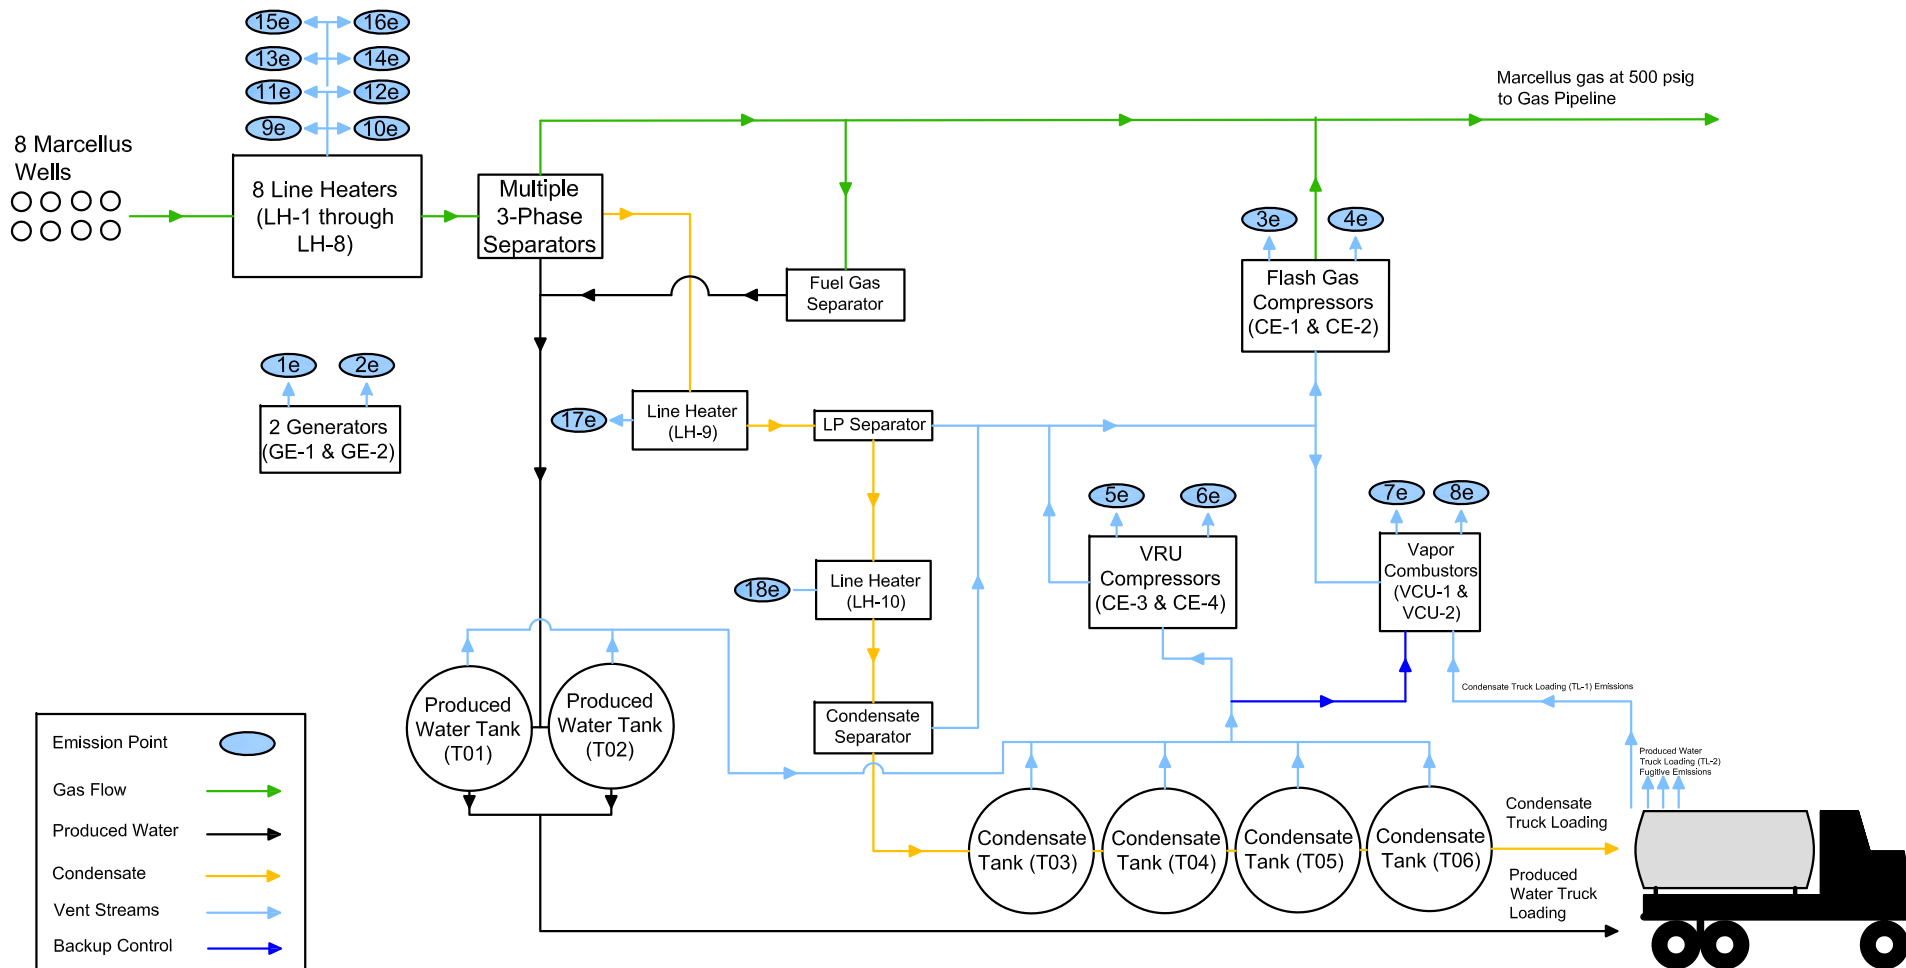 15e
16e
13e
14e
11e
12e
9e
10e
Marcellus gas at 500 psig
to Gas Pipeline
8 Marcellus
Wells
8 Line Heaters
(LH-1 through
LH-8)
Multiple
3-Phase
Separators
3e
4e
Fuel Gas
Separator
Flash Gas
Compressors
(CE-1 & CE-2)
1e
2e
2 Generators
(GE-1 & GE-2)
17e
Line Heater
(LH-9)
LP Separator
5e
6e
7e
8e
VRU
Compressors
(CE-3 & CE-4)
Vapor
Combustors
(VCU-1 &
VCU-2)
18e
Line Heater
(LH-10)
Condensate Truck Loading (TL-1) Emissions
Produced
Water Tank
(T01)
Produced
Water Tank
(T02)
Condensate
Separator
Produced Water
Truck Loading (TL-2)
Fugitive Emissions
Condensate
Tank (T03)
Condensate
Tank (T04)
Condensate
Tank (T05)
Condensate
Tank (T06)
Condensate
Truck Loading
Produced
Water Truck
Loading
Emission Point
Gas Flow
Produced Water
Condensate
Vent Streams
Backup Control